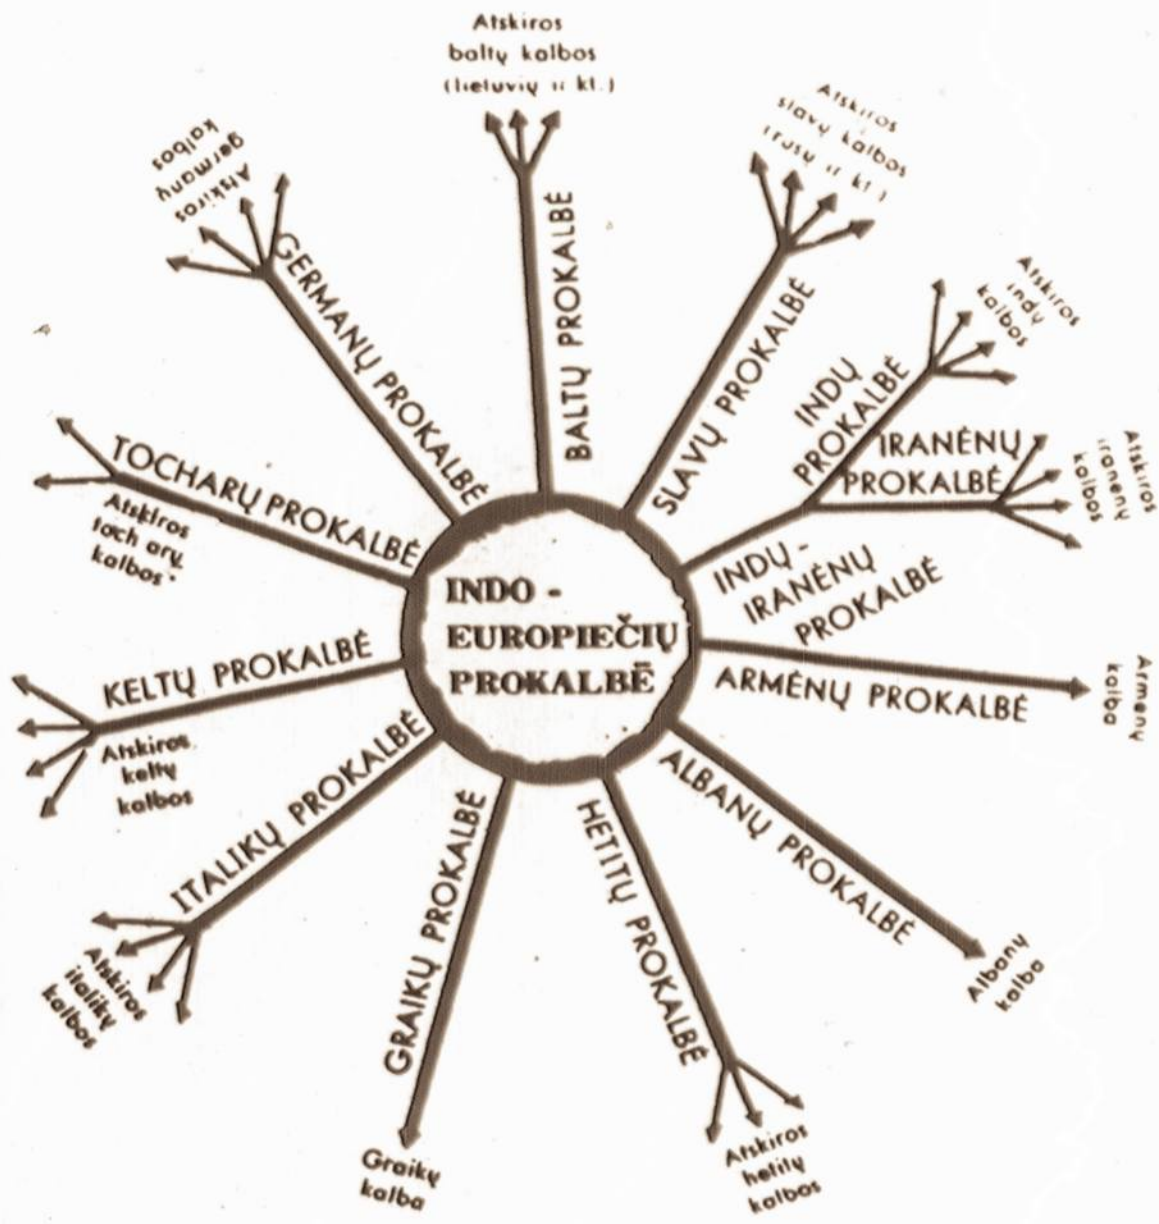 INDO -
EUROPIEČIŲ
PROKALBĖ
Atskiros
baltų kalbos
(lietuvių ir kt.)
BALTŲ PROKALBĖ
Atskiros
slavų kalbos
(rusų ir kt.)
SLAVŲ PROKALBĖ
Atskiros
indų
kalbos
INDŲ
PROKALBĖ
IRANĖNŲ
PROKALBĖ
Atskiros
iranėnų
kalbos
INDŲ-
IRANĖNŲ
PROKALBĖ
ARMĖNŲ PROKALBĖ
Armėnų
kalba
ALBANŲ PROKALBĖ
Albanų
kalba
HETITŲ PROKALBĖ
Atskiros
hetitų
kalbos
GRAIKŲ PROKALBĖ
Graikų
kalba
ITALIKŲ PROKALBĖ
Atskiros
italikų
kalbos
KELTŲ PROKALBĖ
Atskiros
keltų
kalbos
TOCHARŲ PROKALBĖ
Atskiros
toch arų
kalbos
GERMANŲ PROKALBĖ
Atskiros
germanų
kalbos